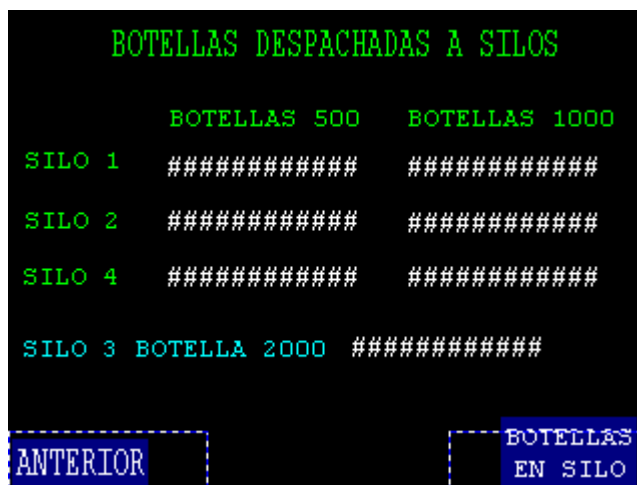 BOTELLAS DESPACHADAS A SILOS
BOTELLAS 500 BOTELLAS 1000
SILO 1 ############ ############
SILO 2 ############ ############
SILO 4 ############ ############
SILO 3 BOTELLA 2000 ############
ANTERIOR
BOTELLAS
EN SILO